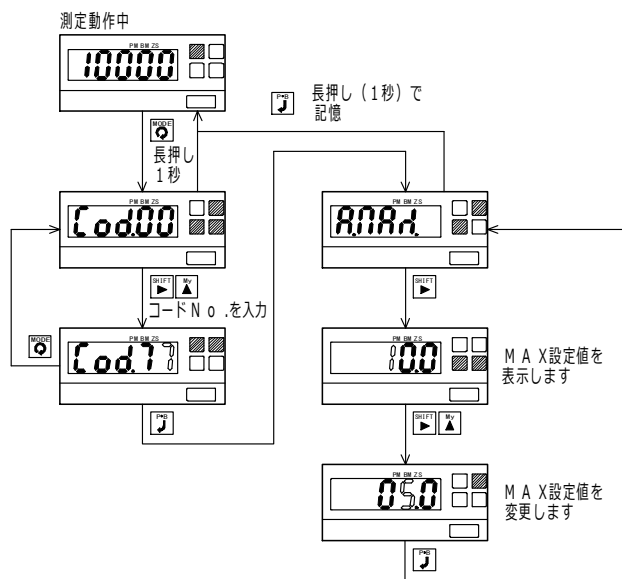 測定動作中
PM BM ZS
10000
P•B
長押し(1秒)で
記憶
MODE
長押し
1秒
PM BM ZS
Cod.00
PM BM ZS
A.MAX.
SHIFT
My
コードNo.を入力
SHIFT
MODE
PM BM ZS
Cod.77
PM BM ZS
10.0
MAX設定値を
表示します
P•B
SHIFT
My
PM BM ZS
05.0
MAX設定値を
変更します
P•B